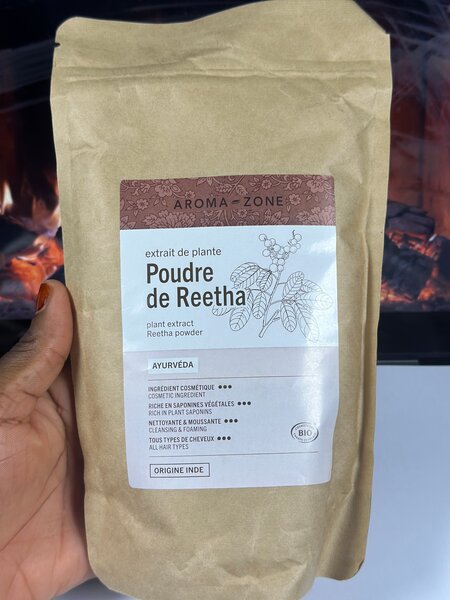 AROMA-ZONE
extrait de plante
Poudre
de Reetha
plant extract
Reetha powder
AYURVÉDA
INGRÉDIENT COSMÉTIQUE
COSMETIC INGREDIENT
RICHE EN SAPONINES VÉGÉTALES
RICH IN PLANT SAPONINS
NETTOYANTE & MOUSSANTE
CLEANSING & FOAMING
TOUS TYPES DE CHEVEUX
ALL HAIR TYPES
BIO
ORIGINE INDE